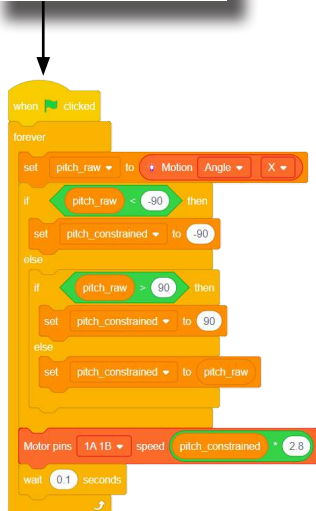 when clicked
forever
set pitch_raw to Motion Angle X
if pitch_raw < -90 then
set pitch_constrained to -90
else
if pitch_raw > 90 then
set pitch_constrained to 90
else
set pitch_constrained to pitch_raw
Motor pins 1A 1B speed pitch_constrained * 2.8
wait 0.1 seconds